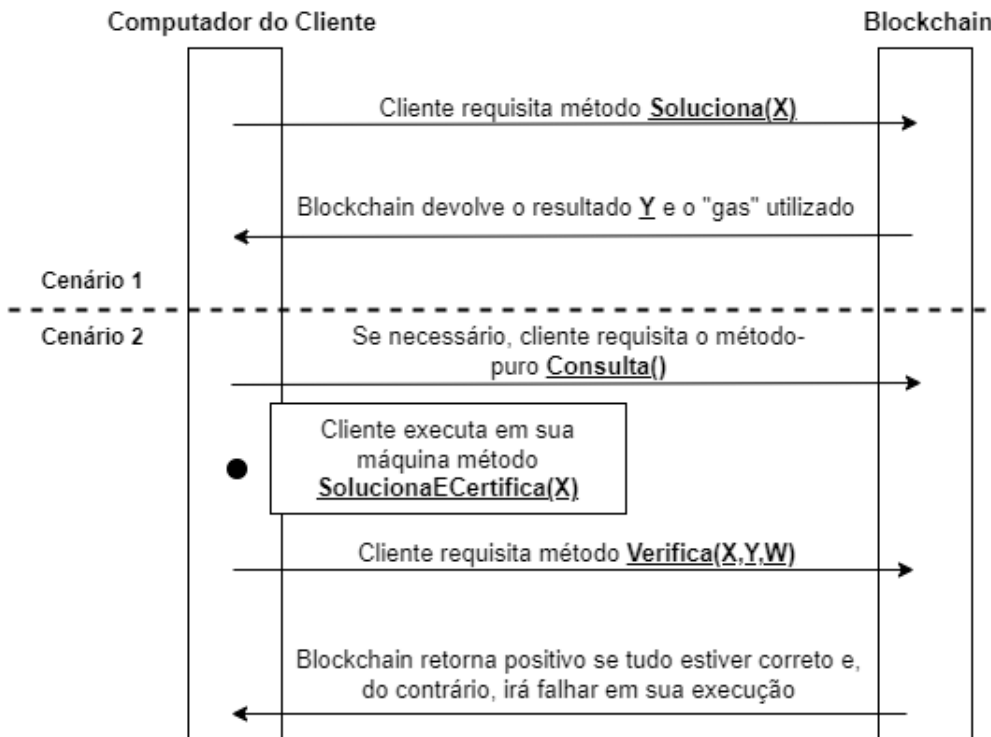 Computador do Cliente
Blockchain
Cliente requisita método Soluciona(X)
Blockchain devolve o resultado Y e o "gas" utilizado
Cenário 1
Cenário 2
Se necessário, cliente requisita o método-
puro Consulta()
Cliente executa em sua
máquina método
SolucionaECertifica(X)
Cliente requisita método Verifica(X,Y,W)
Blockchain retorna positivo se tudo estiver correto e,
do contrário, irá falhar em sua execução